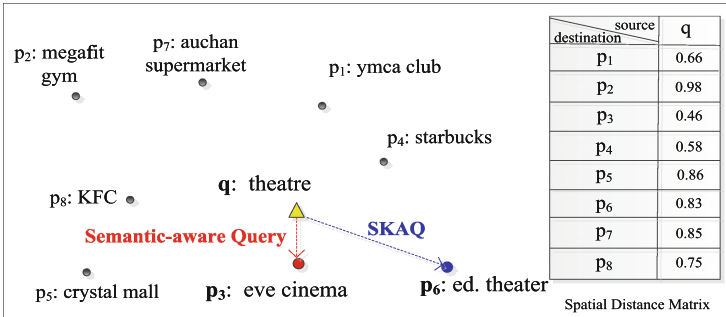 p2: megafit
gym
p7: auchan
supermarket
p1: ymca club
p4: starbucks
q: theatre
p8: KFC
Semantic-aware Query
SKAQ
p5: crystal mall
p3: eve cinema
p6: ed. theater
source
destination
q
p1 0.66
p2 0.98
p3 0.46
p4 0.58
p5 0.86
p6 0.83
p7 0.85
p8 0.75
Spatial Distance Matrix